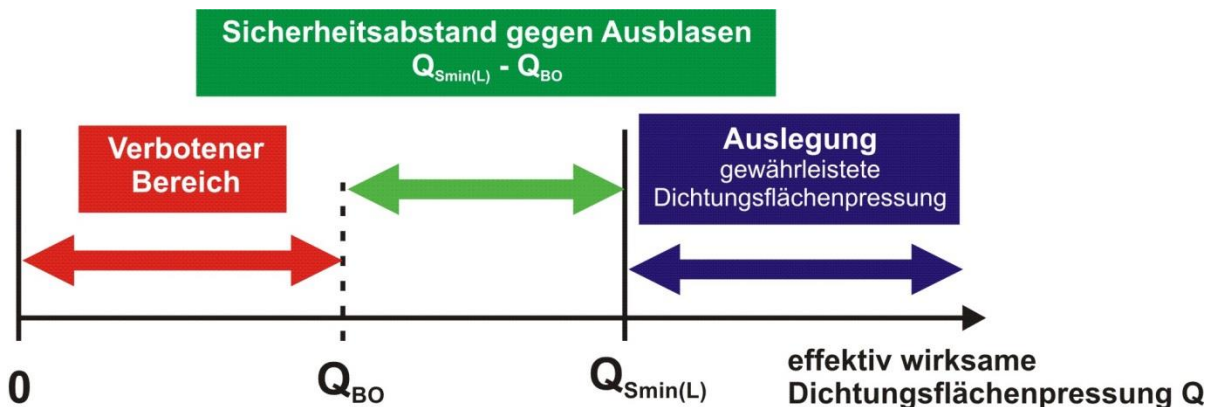 Sicherheitsabstand gegen Ausblasen
QSmin(L) - QBO
Verbotener
Bereich
Auslegung
gewährleistete
Dichtungsflächenpressung
0
QBO
QSmin(L)
effektiv wirksame
Dichtungsflächenpressung Q